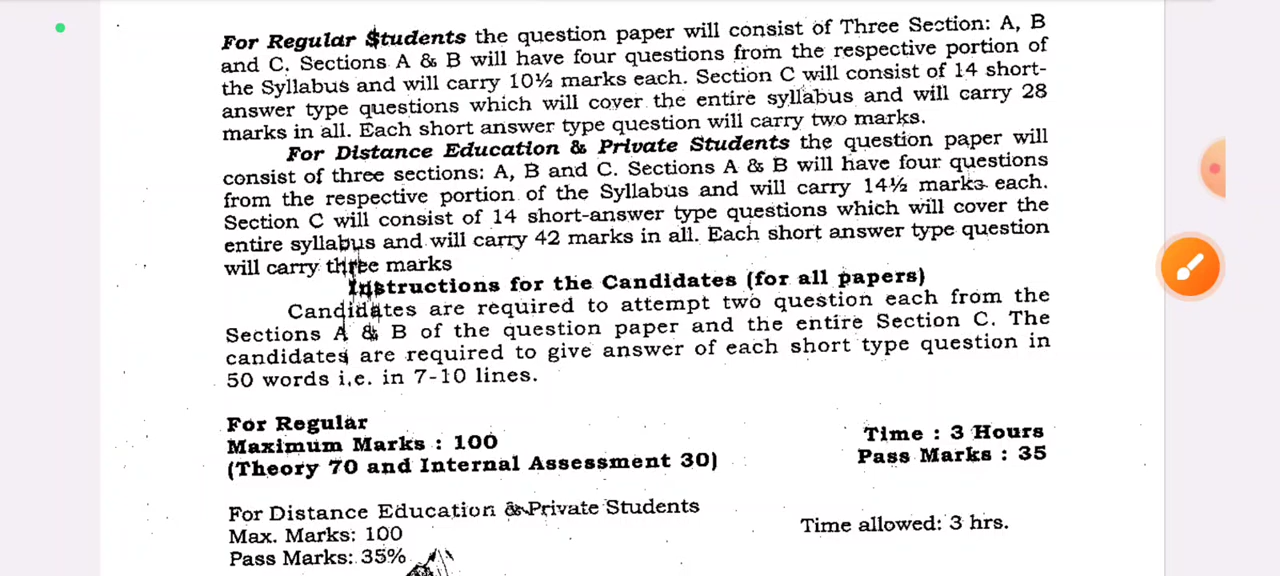 For Regular Students the question paper will consist of Three Section: A, B
and C. Sections A & B will have four questions from the respective portion of
the Syllabus and will carry 10½ marks each. Section C will consist of 14 short-
answer type questions which will cover the entire syllabus and will carry 28
marks in all. Each short answer type question will carry two marks.
For Distance Education & Private Students the question paper will
consist of three sections: A, B and C. Sections A & B will have four questions
from the respective portion of the Syllabus and will carry 14½ marks each.
Section C will consist of 14 short-answer type questions which will cover the
entire syllabus and will carry 42 marks in all. Each short answer type question
will carry three marks
Instructions for the Candidates (for all papers)
Candidates are required to attempt two question each from the
Sections A & B of the question paper and the entire Section C. The
candidates are required to give answer of each short type question in
50 words i.e. in 7-10 lines.
For Regular
Maximum Marks : 100
Time : 3 Hours
(Theory 70 and Internal Assessment 30)
Pass Marks : 35
For Distance Education & Private Students
Max. Marks: 100
Time allowed: 3 hrs.
Pass Marks: 35%